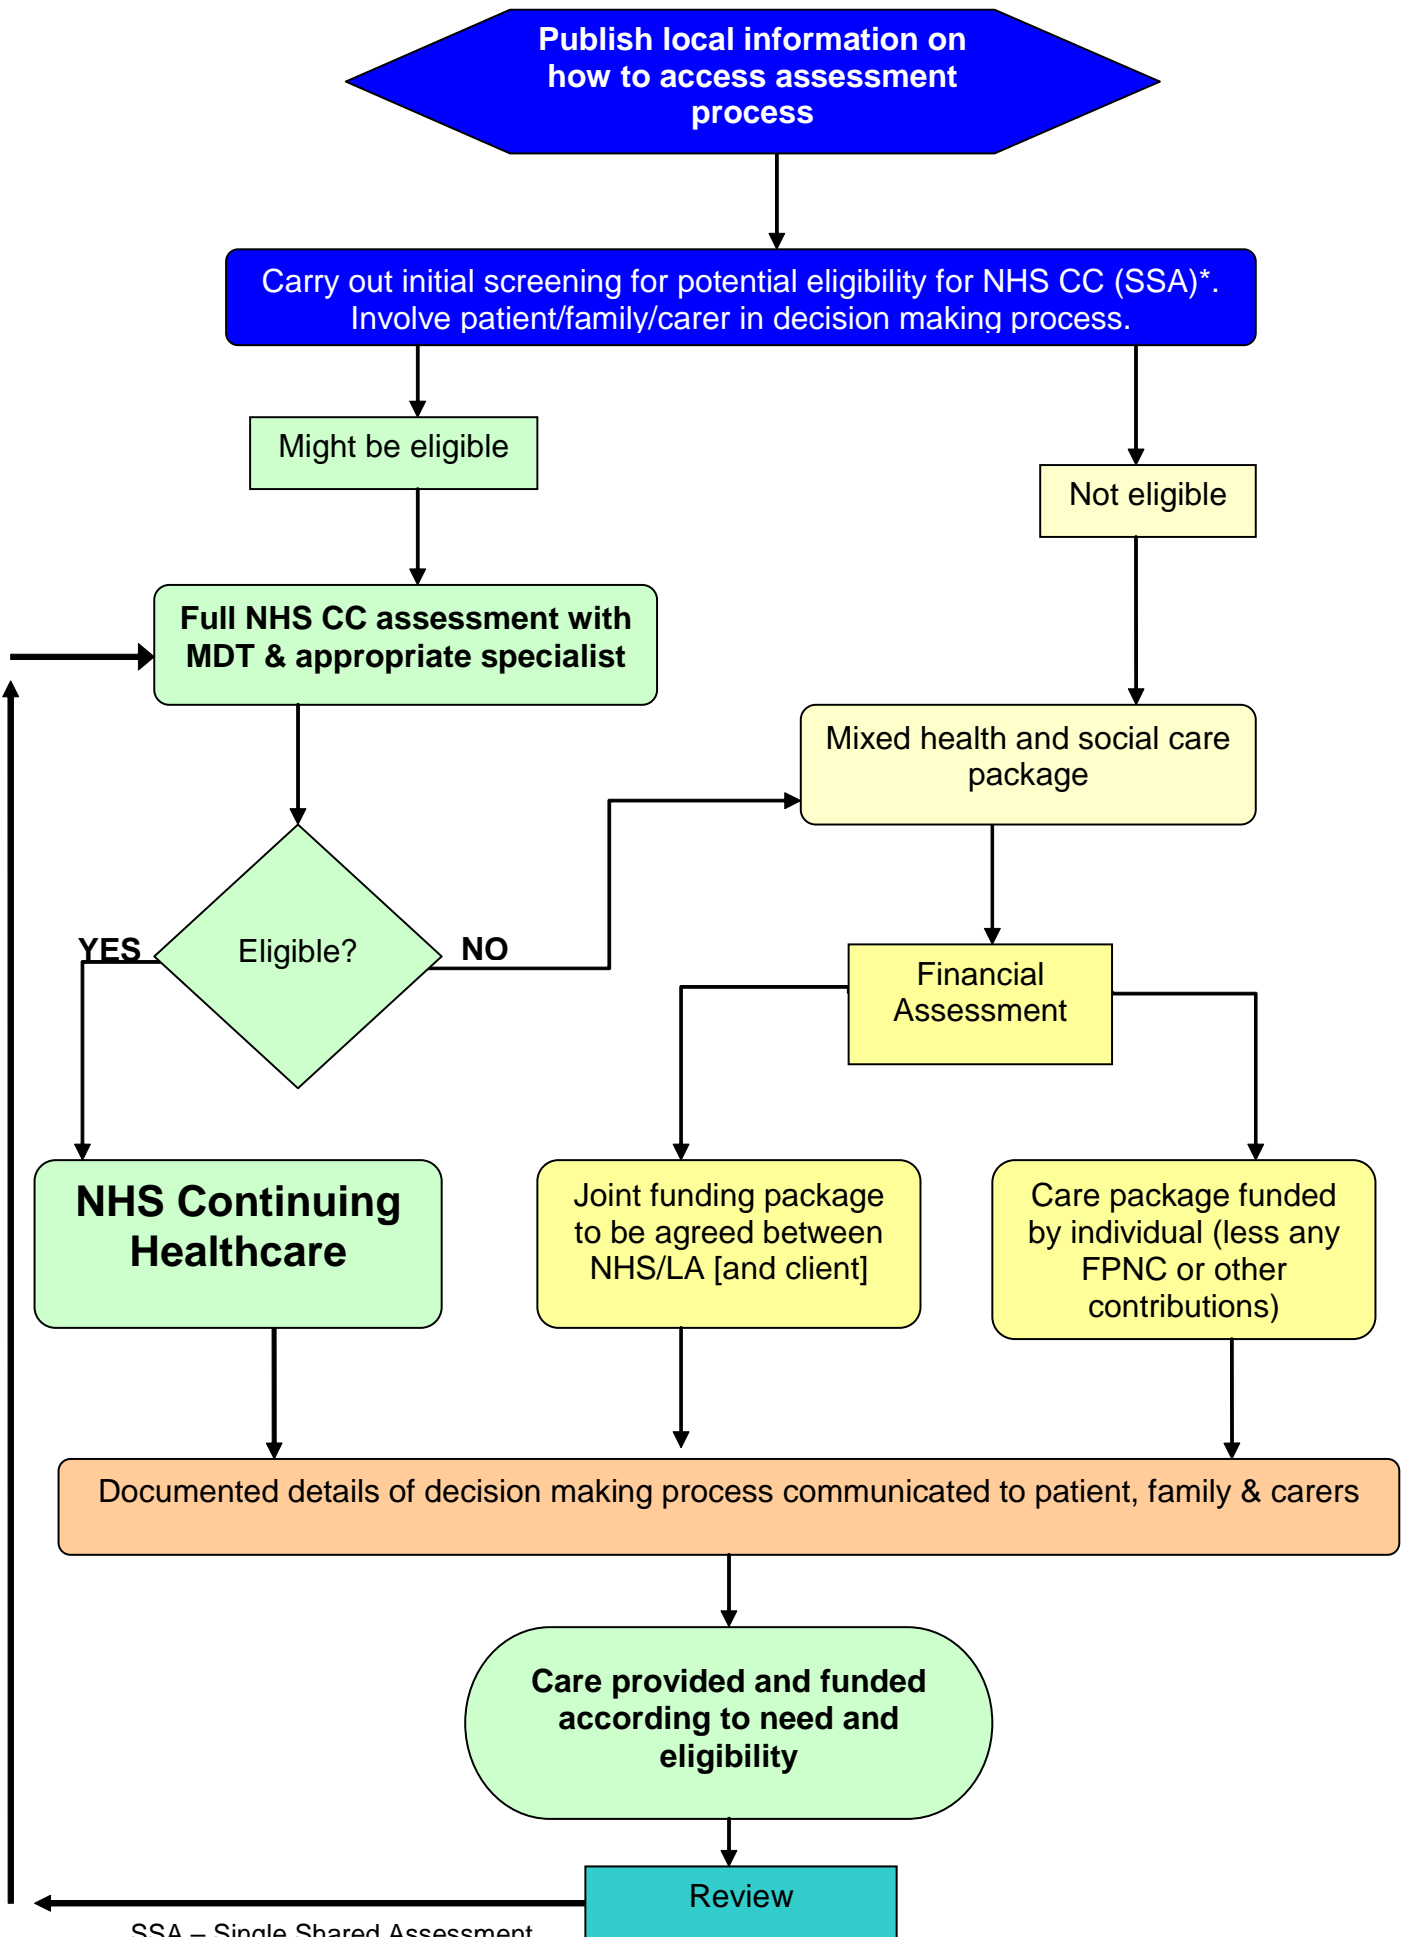 Publish local information on
how to access assessment
process
Carry out initial screening for potential eligibility for NHS CC (SSA)*.
Involve patient/family/carer in decision making process.
Might be eligible
Not eligible
Full NHS CC assessment with
MDT & appropriate specialist
Mixed health and social care
package
YES
Eligible?
NO
Financial
Assessment
NHS Continuing
Healthcare
Joint funding package
to be agreed between
NHS/LA [and client]
Care package funded
by individual (less any
FPNC or other
contributions)
Documented details of decision making process communicated to patient, family & carers
Care provided and funded
according to need and
eligibility
Review
SSA – Single Shared Assessment